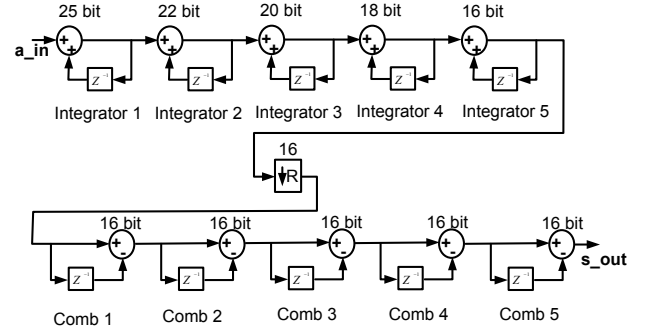 25 bit 22 bit 20 bit 18 bit 16 bit
a_in + + + + + + + + + +
Z⁻¹ Z⁻¹ Z⁻¹ Z⁻¹ Z⁻¹
Integrator 1 Integrator 2 Integrator 3 Integrator 4 Integrator 5
16
↓R
16 bit 16 bit 16 bit 16 bit 16 bit
+ - + - + - + - + - s_out
Z⁻¹ Z⁻¹ Z⁻¹ Z⁻¹ Z⁻¹
Comb 1 Comb 2 Comb 3 Comb 4 Comb 5